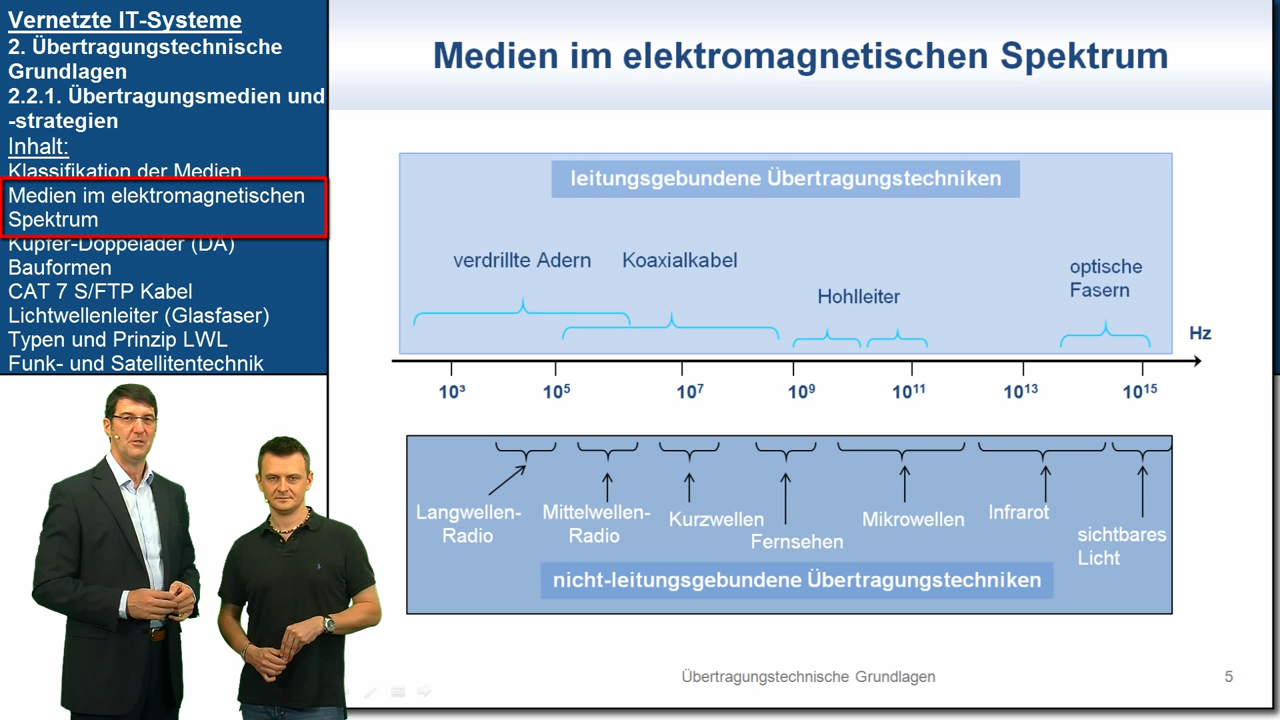 Vernetzte IT-Systeme
2. Übertragungstechnische
Grundlagen
2.2.1. Übertragungsmedien und
-strategien
Inhalt:
Klassifikation der Medien
Medien im elektromagnetischen
Spektrum
Kupfer-Doppelader (DA)
Bauformen
CAT 7 S/FTP Kabel
Lichtwellenleiter (Glasfaser)
Typen und Prinzip LWL
Funk- und Satellitentechnik
Medien im elektromagnetischen Spektrum
leitungsgebundene Übertragungstechniken
verdrillte Adern Koaxialkabel
Hohlleiter
optische
Fasern
Hz
10³ 10⁵ 10⁷ 10⁹ 10¹¹ 10¹³ 10¹⁵
Langwellen-
Radio
Mittelwellen-
Radio
Kurzwellen
Fernsehen
Mikrowellen
Infrarot
sichtbares
Licht
nicht-leitungsgebundene Übertragungstechniken
Übertragungstechnische Grundlagen 5